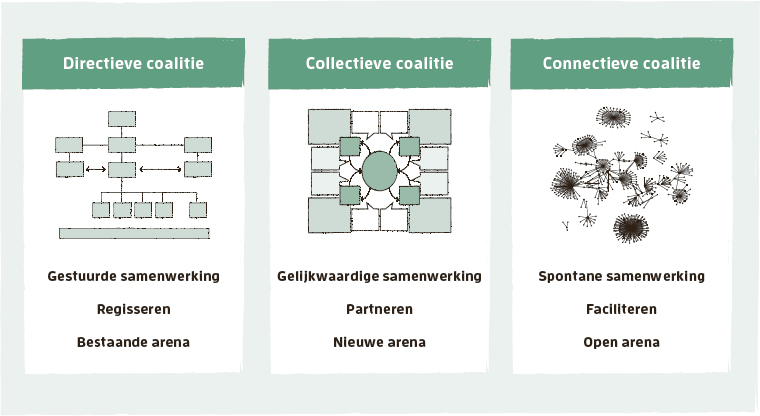 Directieve coalitie
Gestuurde samenwerking
Regisseren
Bestaande arena
Collectieve coalitie
Gelijkwaardige samenwerking
Partneren
Nieuwe arena
Connectieve coalitie
Spontane samenwerking
Faciliteren
Open arena